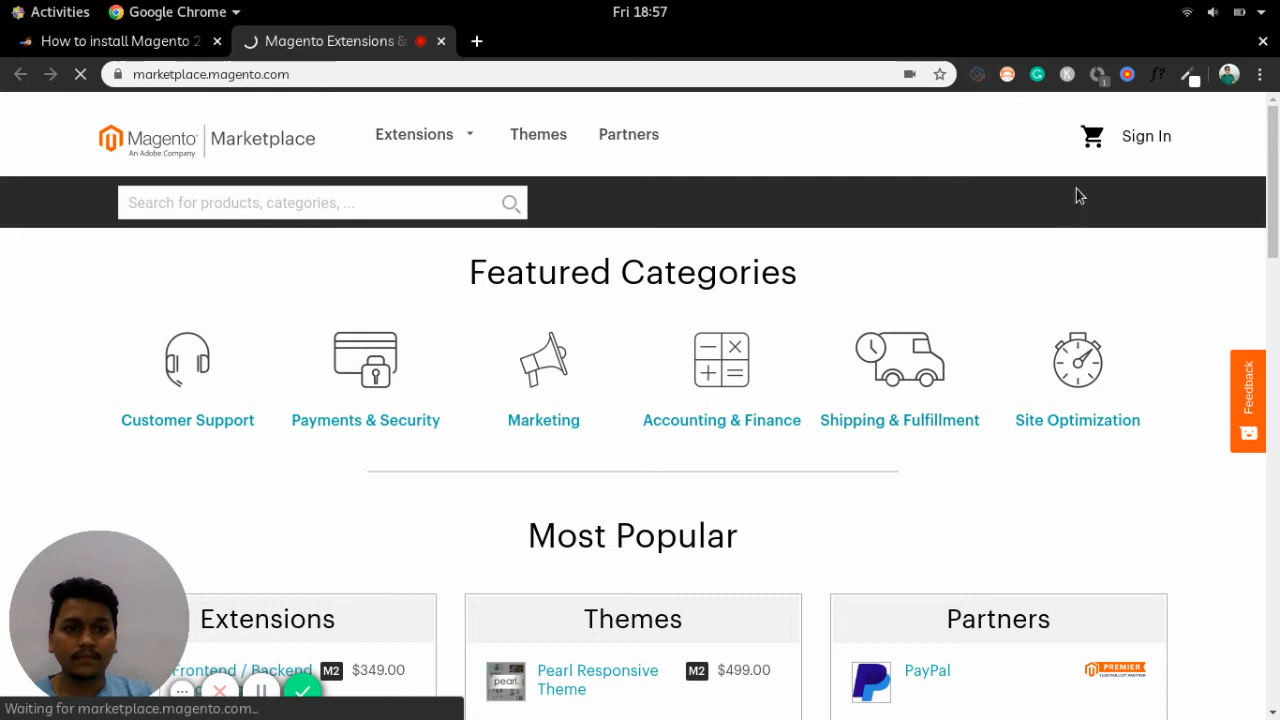 Activities
Google Chrome
Fri 18:57
How to install Magento 2
Magento Extensions &
marketplace.magento.com
1
f?
Magento
An Adobe Company
Marketplace
Extensions
Themes
Partners
Sign In
Search for products, categories, ...
Featured Categories
Customer Support
Payments & Security
Marketing
Accounting & Finance
Shipping & Fulfillment
Site Optimization
Feedback
Most Popular
Extensions
Frontend / Backend
M2
$349.00
Themes
pearl.
Pearl Responsive
Theme
M2
$499.00
Partners
PayPal
PREMIER
Waiting for marketplace.magento.com...